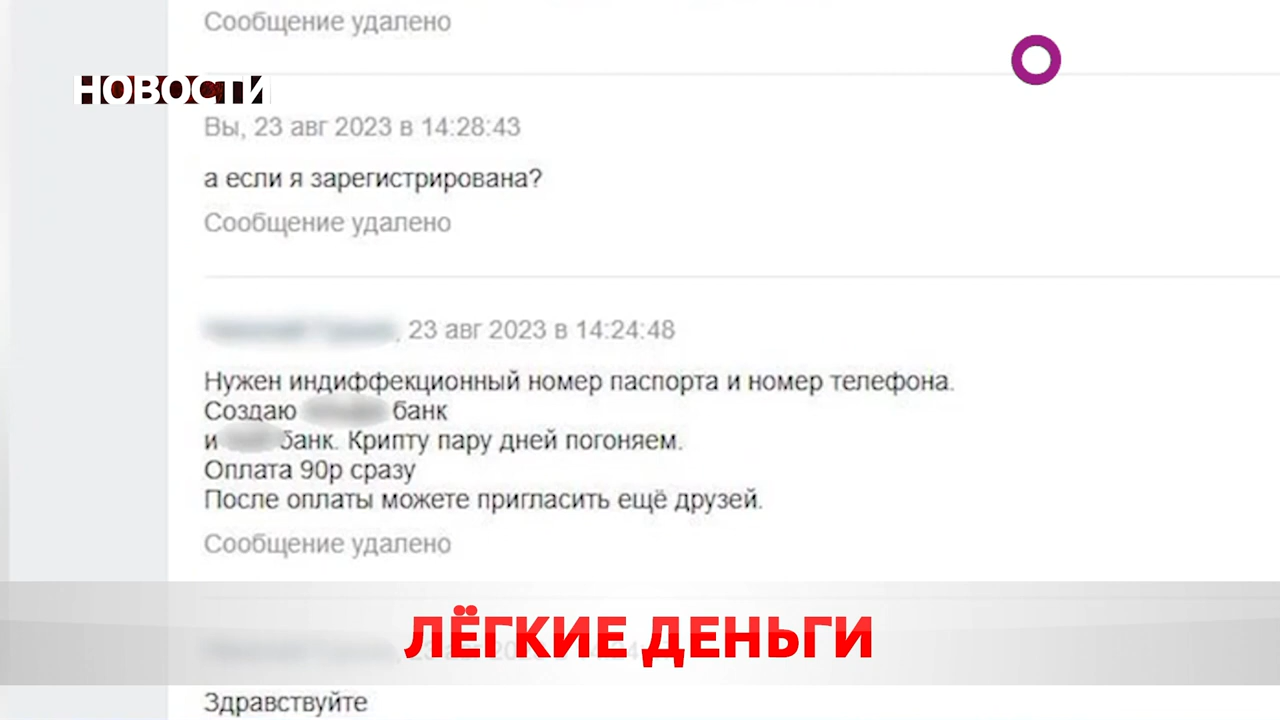 Сообщение удалено
НОВОСТИ
Вы, 23 авг 2023 в 14:28:43
а если я зарегистрирована?
Сообщение удалено
, 23 авг 2023 в 14:24:48
Нужен индиффекционный номер паспорта и номер телефона.
Создаю банк
и банк. Крипту пару дней погоняем.
Оплата 90р сразу
После оплаты можете пригласить ещё друзей.
Сообщение удалено
ЛЁГКИЕ ДЕНЬГИ
Здравствуйте